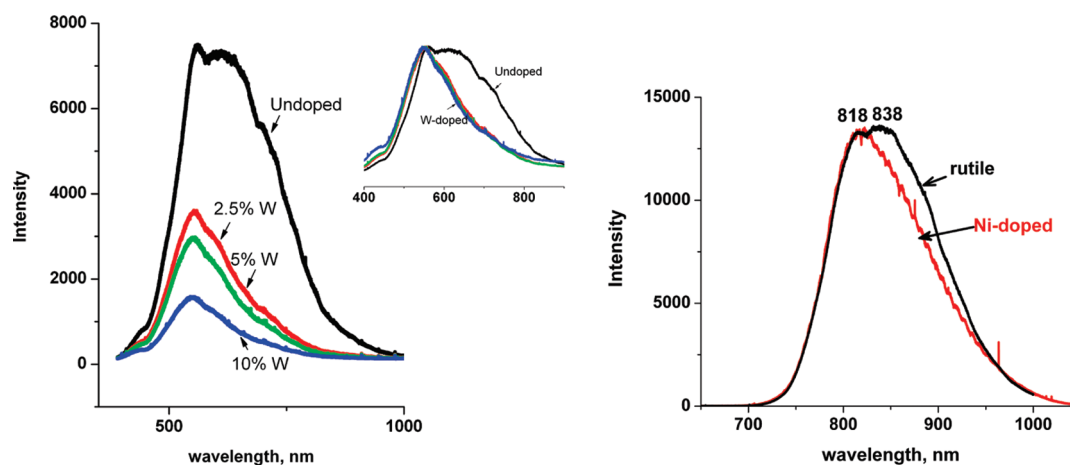 8000
6000
4000
2000
0
Intensity
500
1000
wavelength, nm
Undoped
2.5% W
5% W
10% W
Undoped
W-doped
400
600
800
15000
10000
5000
0
Intensity
700
800
900
1000
wavelength, nm
818 838
rutile
Ni-doped